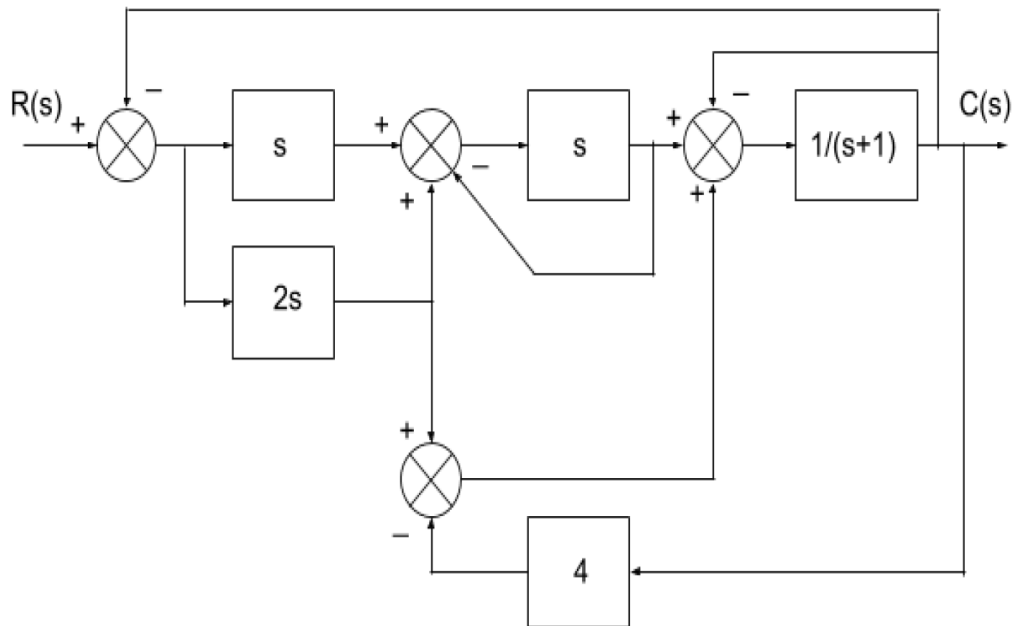 R(s)
+
–
s
+
–
+
s
+
–
+
1/(s+1)
C(s)
2s
+
–
4